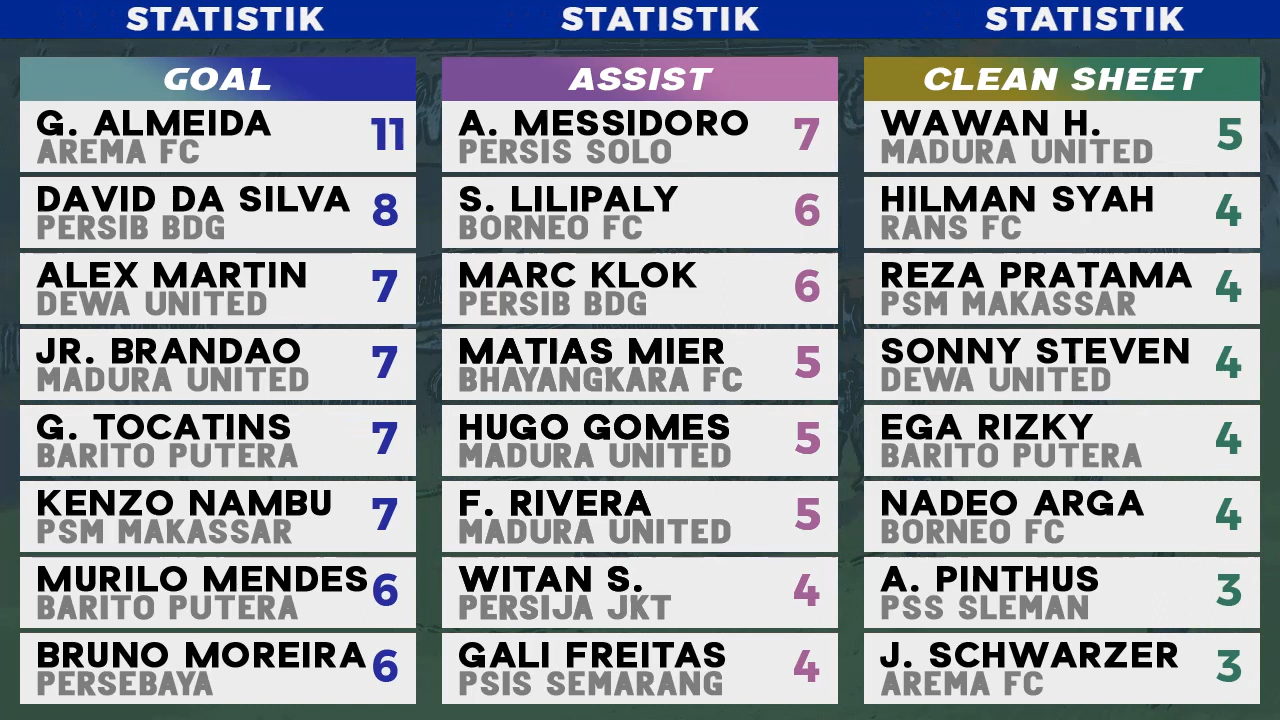 STATISTIK
GOAL
G. ALMEIDA 11
AREMA FC
DAVID DA SILVA 8
PERSIB BDG
ALEX MARTIN 7
DEWA UNITED
JR. BRANDAO 7
MADURA UNITED
G. TOCATINS 7
BARITO PUTERA
KENZO NAMBU 7
PSM MAKASSAR
MURILO MENDES 6
BARITO PUTERA
BRUNO MOREIRA 6
PERSEBAYA
STATISTIK
ASSIST
A. MESSIDORO 7
PERSIS SOLO
S. LILIPALY 6
BORNEO FC
MARC KLOK 6
PERSIB BDG
MATIAS MIER 5
BHAYANGKARA FC
HUGO GOMES 5
MADURA UNITED
F. RIVERA 5
MADURA UNITED
WITAN S. 4
PERSIJA JKT
GALI FREITAS 4
PSIS SEMARANG
STATISTIK
CLEAN SHEET
WAWAN H. 5
MADURA UNITED
HILMAN SYAH 4
RANS FC
REZA PRATAMA 4
PSM MAKASSAR
SONNY STEVEN 4
DEWA UNITED
EGA RIZKY 4
BARITO PUTERA
NADEO ARGA 4
BORNEO FC
A. PINTHUS 3
PSS SLEMAN
J. SCHWARZER 3
AREMA FC